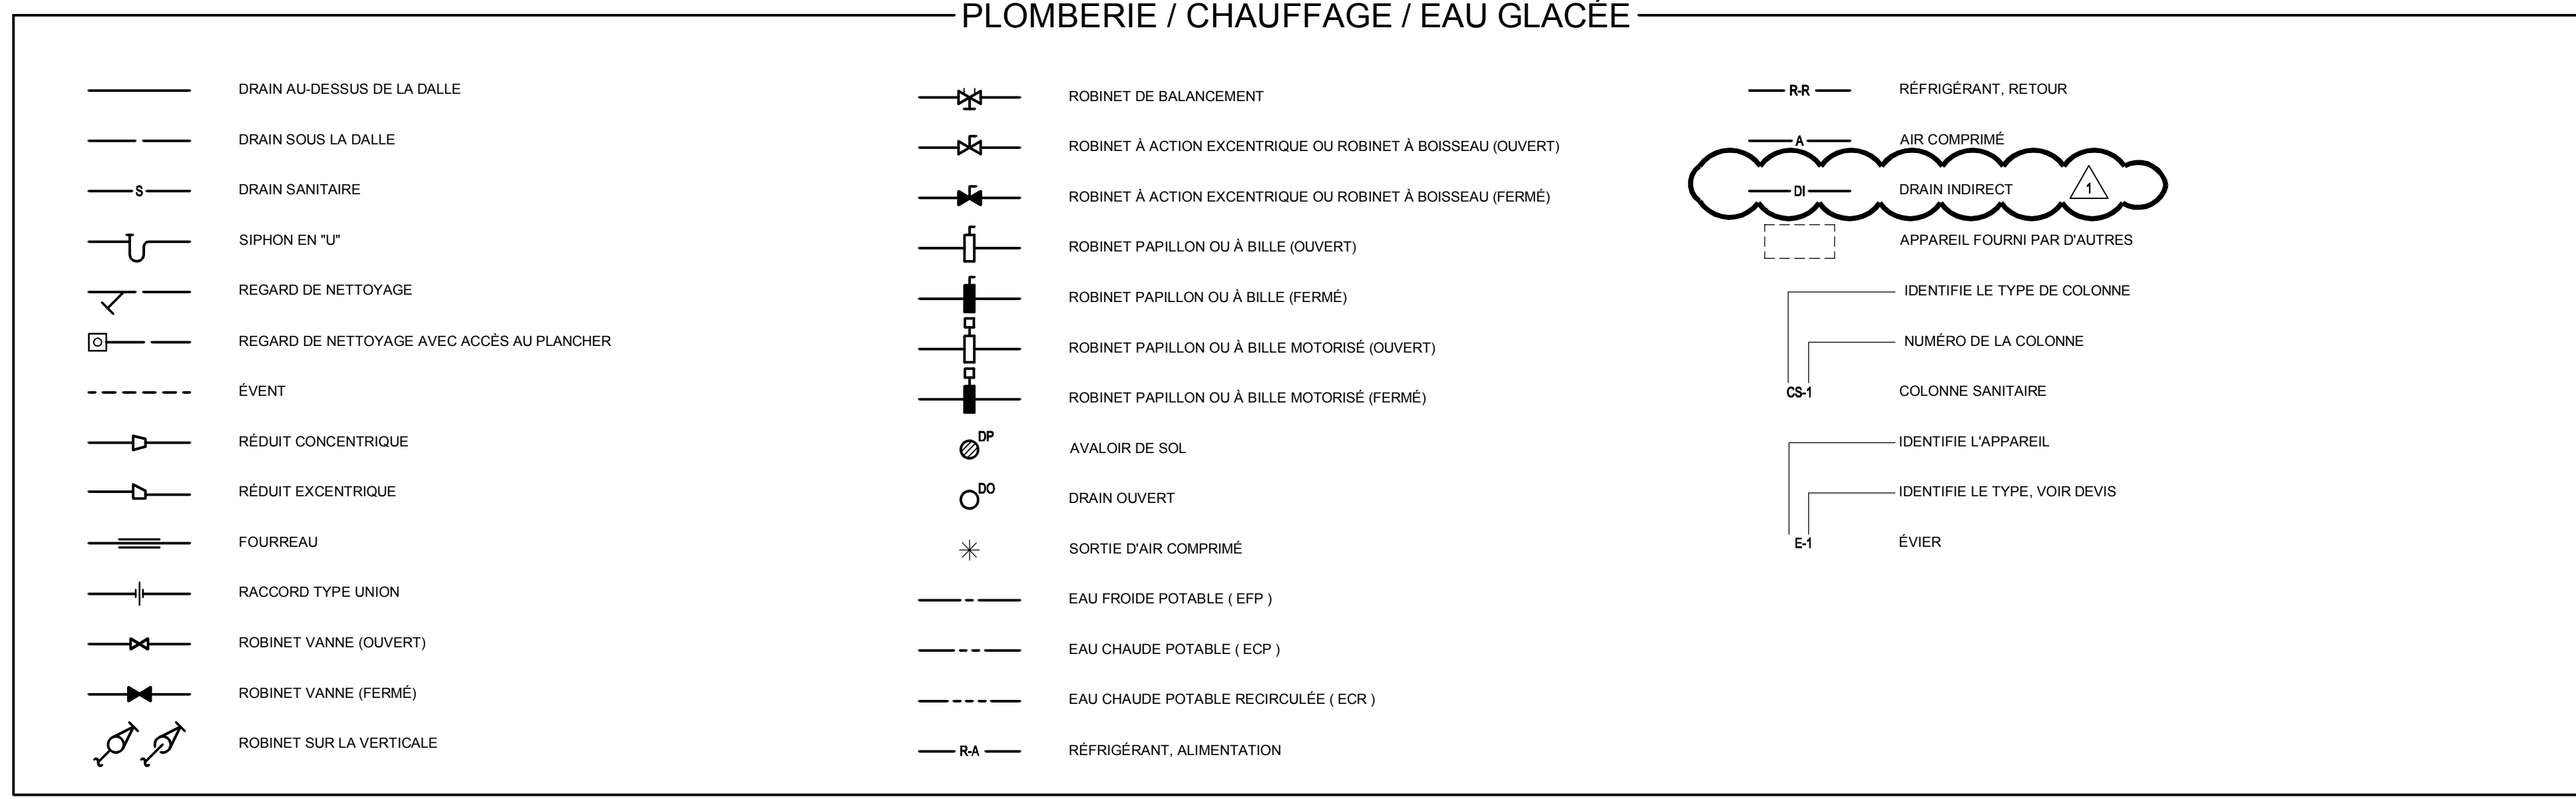 PLOMBERIE / CHAUFFAGE / EAU GLACÉE
DRAIN AU-DESSUS DE LA DALLE
DRAIN SOUS LA DALLE
S DRAIN SANITAIRE
SIPHON EN "U"
REGARD DE NETTOYAGE
REGARD DE NETTOYAGE AVEC ACCÈS AU PLANCHER
ÉVENT
RÉDUIT CONCENTRIQUE
RÉDUIT EXCENTRIQUE
FOURREAU
RACCORD TYPE UNION
ROBINET VANNE (OUVERT)
ROBINET VANNE (FERMÉ)
ROBINET SUR LA VERTICALE
ROBINET DE BALANCEMENT
ROBINET À ACTION EXCENTRIQUE OU ROBINET À BOISSEAU (OUVERT)
ROBINET À ACTION EXCENTRIQUE OU ROBINET À BOISSEAU (FERMÉ)
ROBINET PAPILLON OU À BILLE (OUVERT)
ROBINET PAPILLON OU À BILLE (FERMÉ)
ROBINET PAPILLON OU À BILLE MOTORISÉ (OUVERT)
ROBINET PAPILLON OU À BILLE MOTORISÉ (FERMÉ)
DP AVALOIR DE SOL
DO DRAIN OUVERT
SORTIE D'AIR COMPRIMÉ
EAU FROIDE POTABLE ( EFP )
EAU CHAUDE POTABLE ( ECP )
EAU CHAUDE POTABLE RECIRCULÉE ( ECR )
R-A RÉFRIGÉRANT, ALIMENTATION
R-R RÉFRIGÉRANT, RETOUR
A AIR COMPRIMÉ
DI DRAIN INDIRECT 1
APPAREIL FOURNI PAR D'AUTRES
IDENTIFIE LE TYPE DE COLONNE
NUMÉRO DE LA COLONNE
CS-1 COLONNE SANITAIRE
IDENTIFIE L'APPAREIL
IDENTIFIE LE TYPE, VOIR DEVIS
E-1 ÉVIER